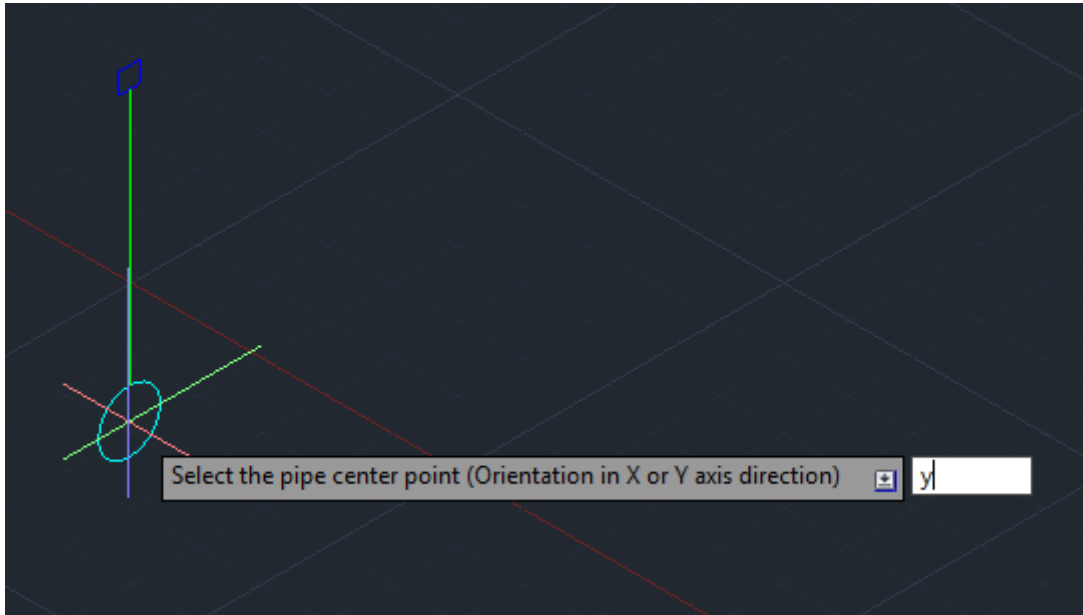 Select the pipe center point (Orientation in X or Y axis direction) y